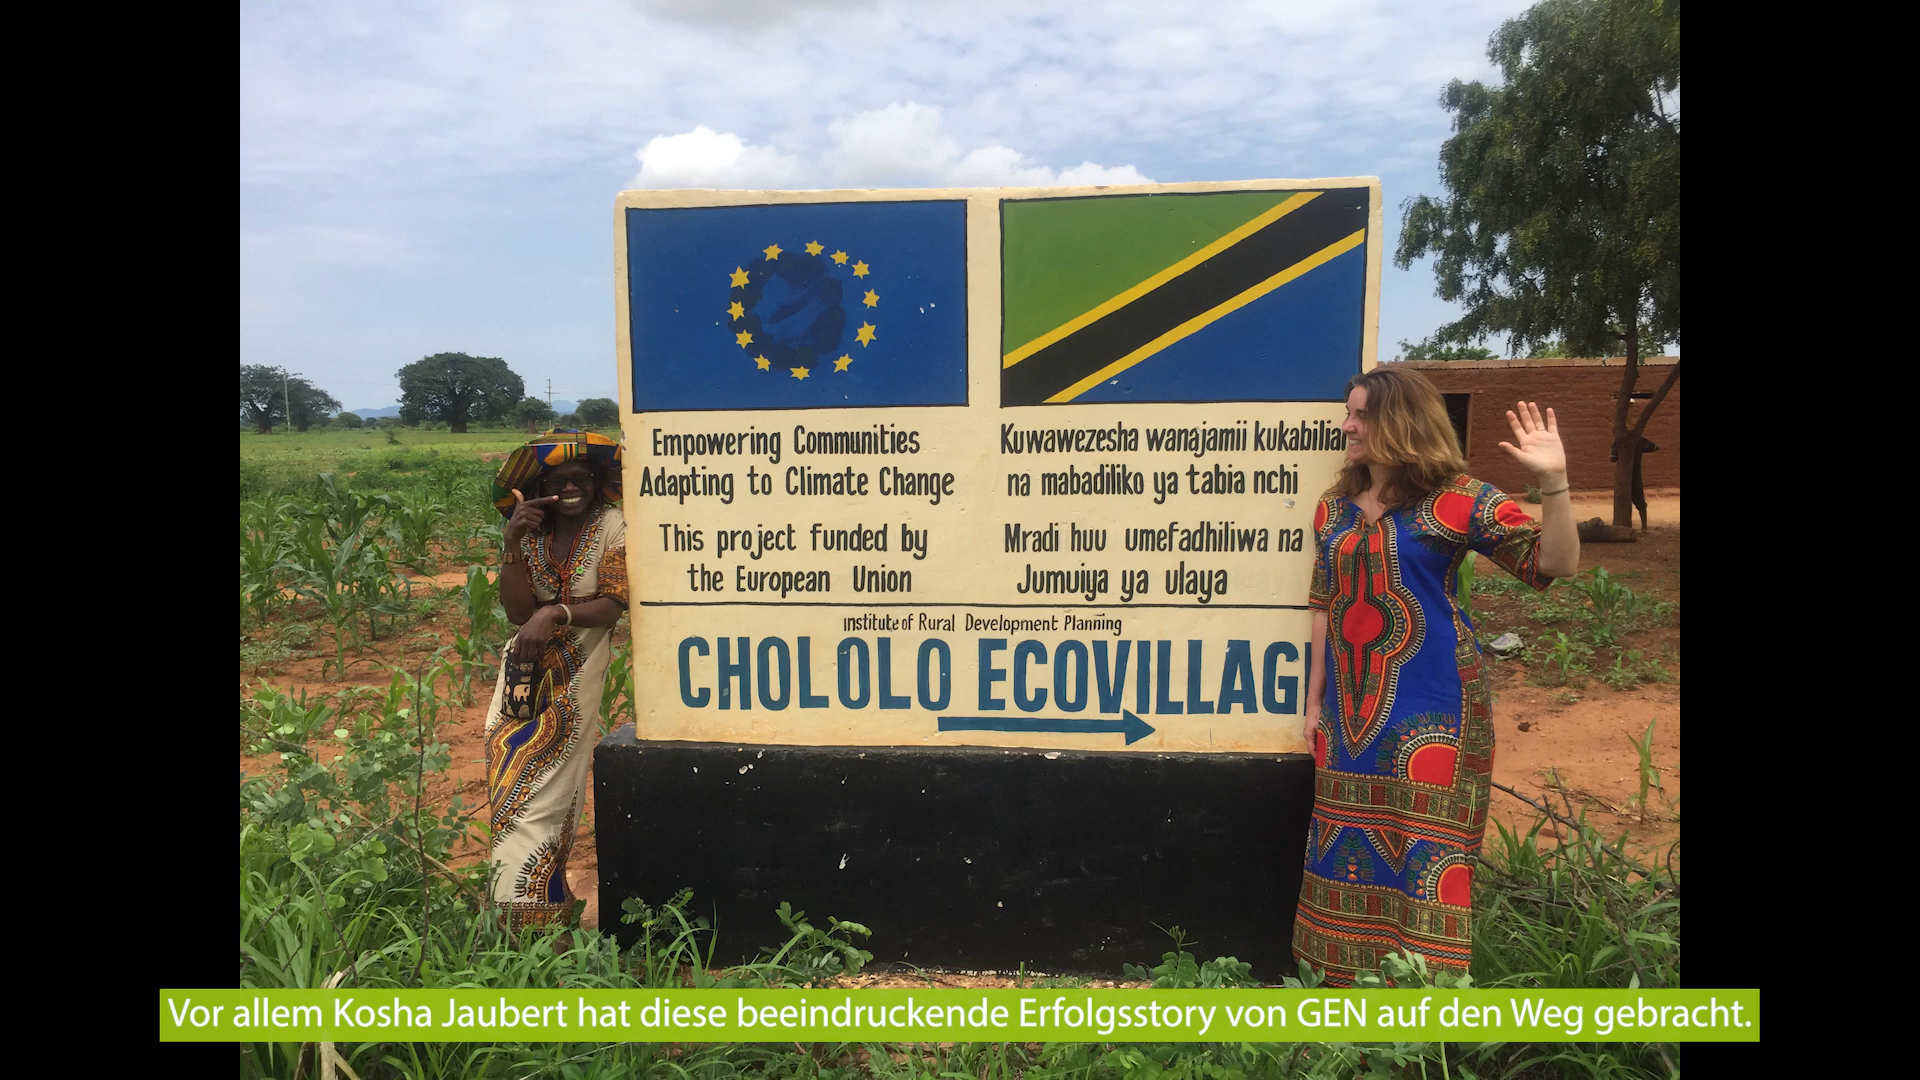 Empowering Communities
Adapting to Climate Change
This project funded by
the European Union
Kuwawezesha wanajamii kukabilian
na mabadiliko ya tabia nchi
Mradi huu umefadhiliwa na
Jumuiya ya ulaya
institute of Rural Development Planning
CHOLOLO ECOVILLAG
Vor allem Kosha Jaubert hat diese beeindruckende Erfolgsstory von GEN auf den Weg gebracht.